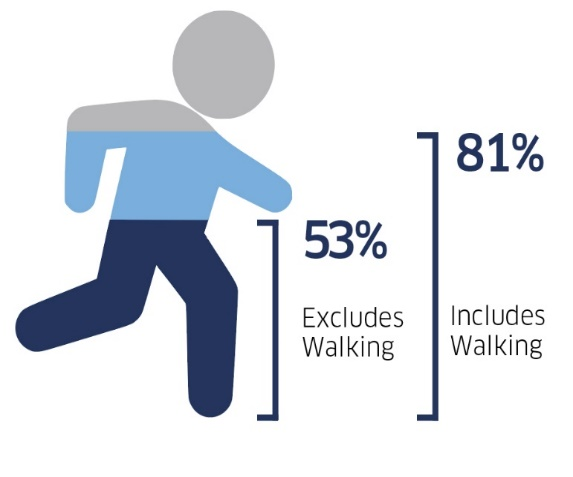 81%
53%
Excludes
Walking
Includes
Walking